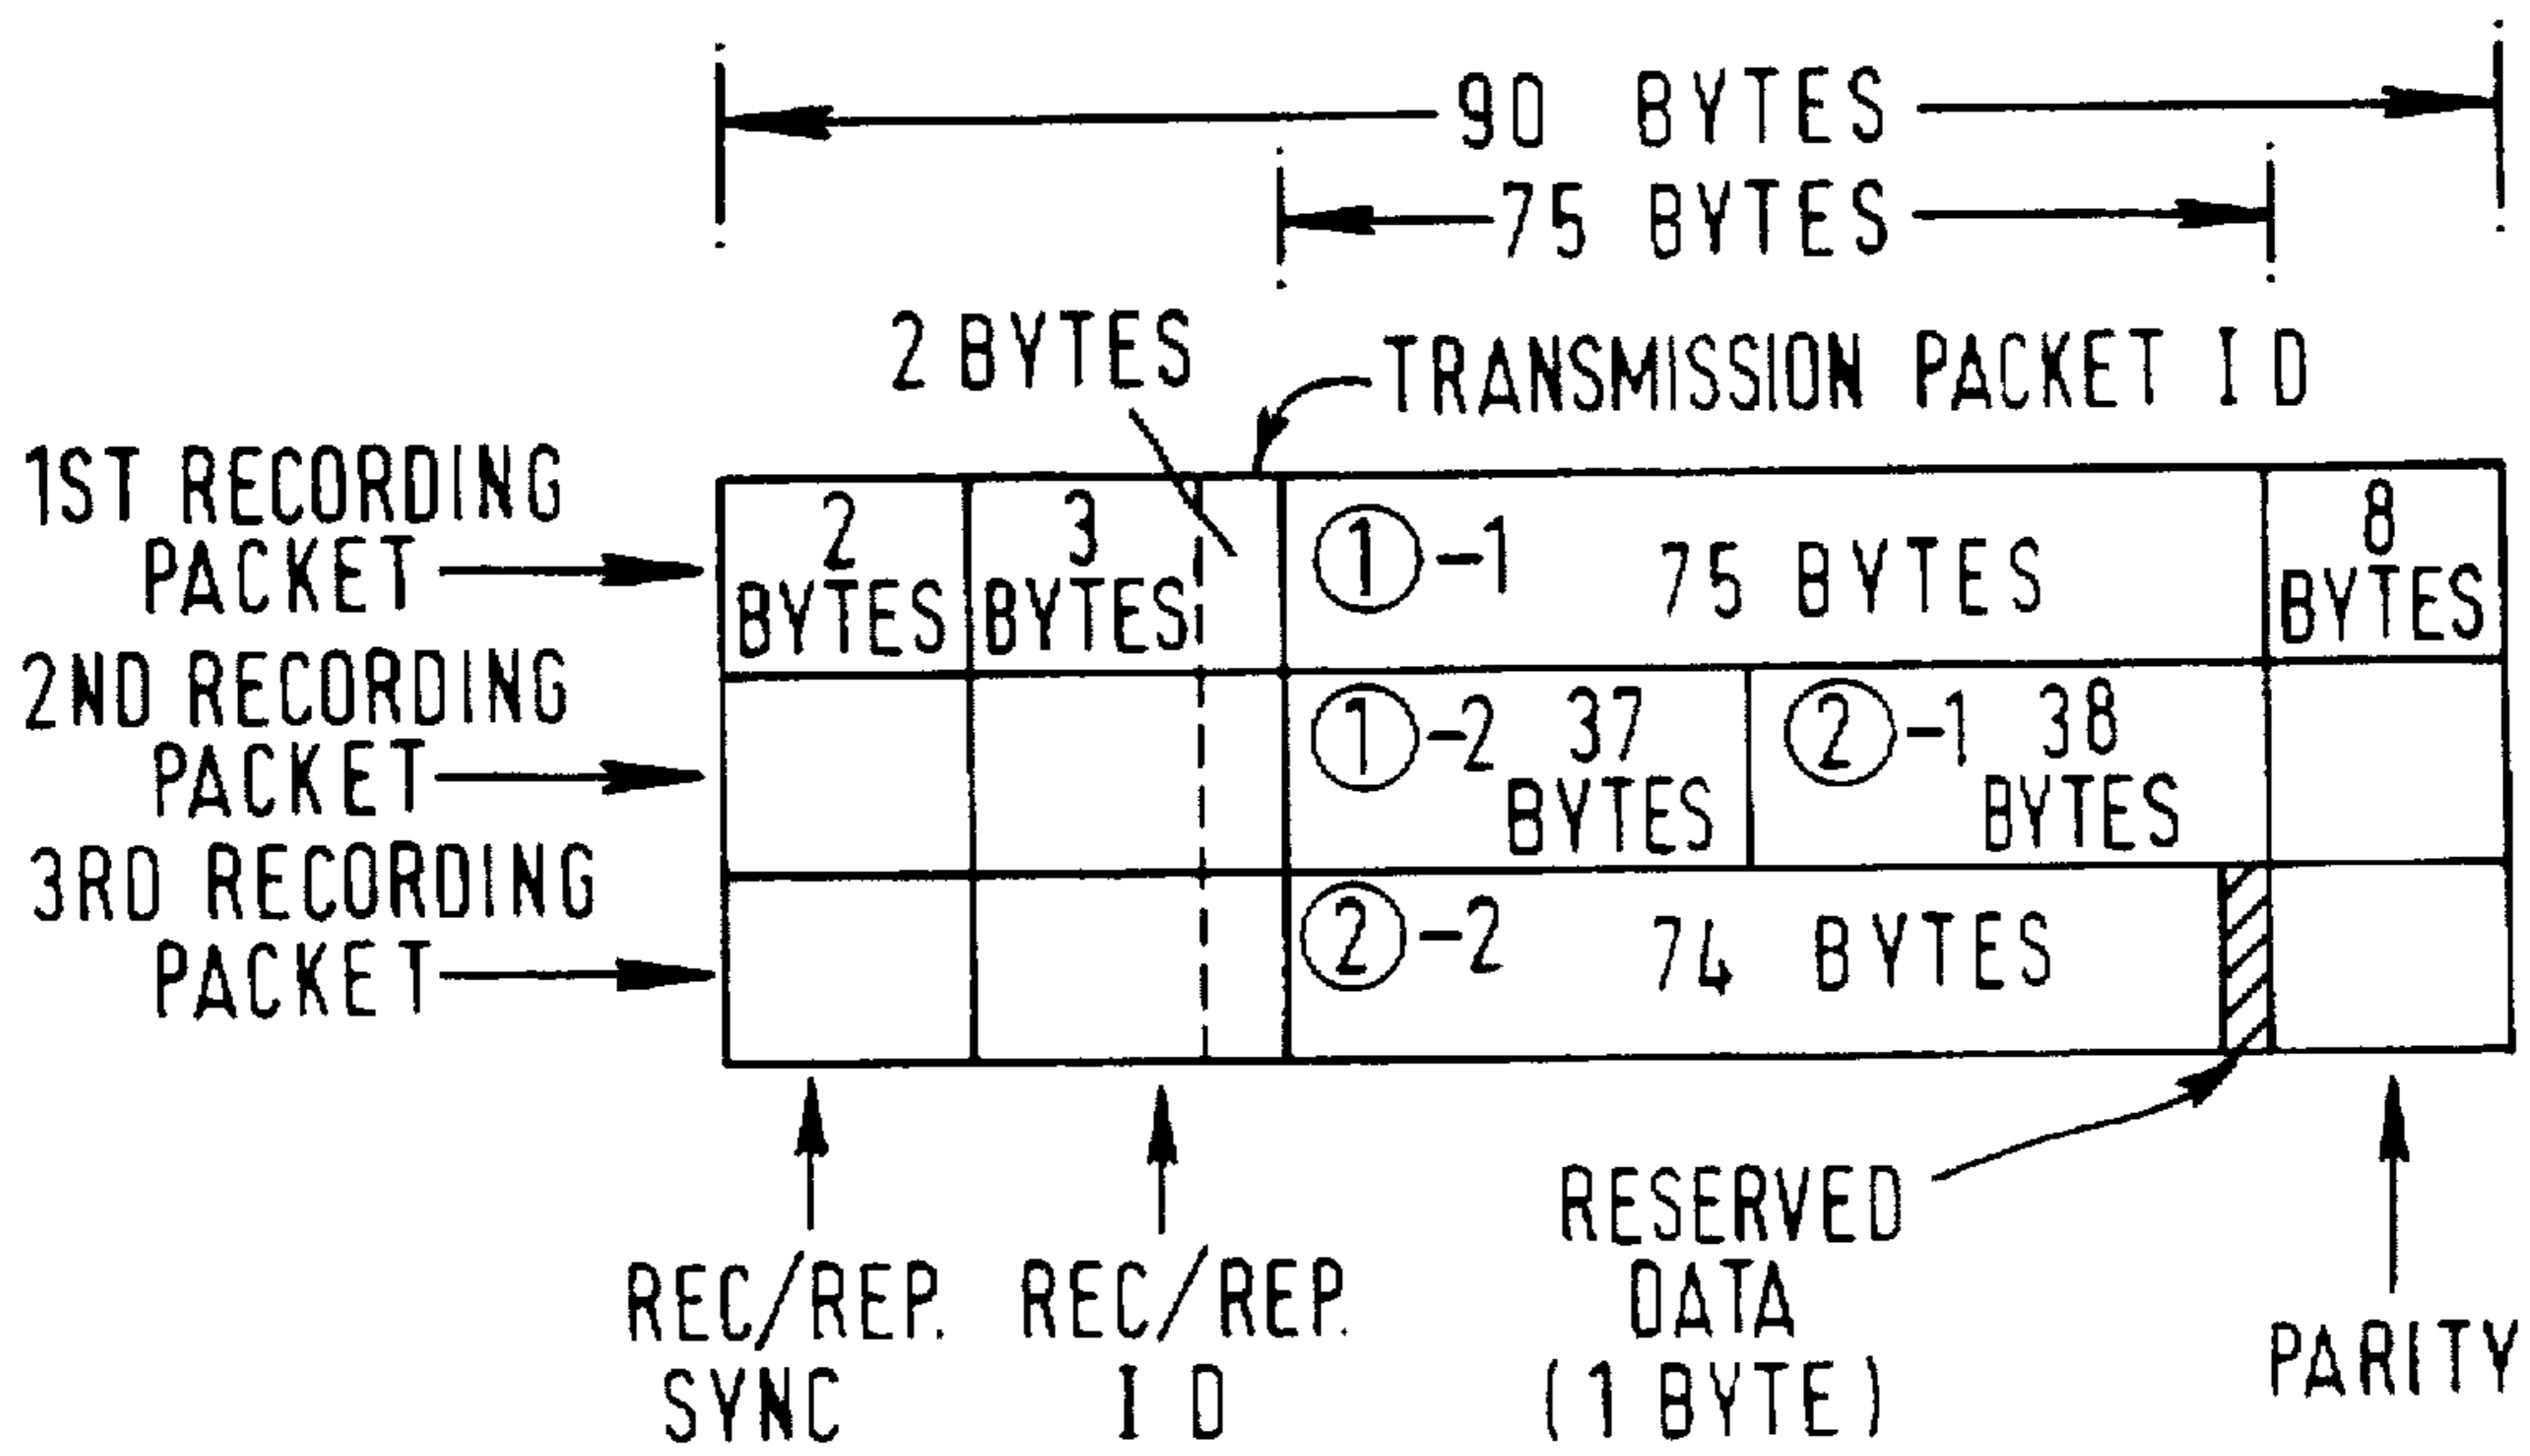 90 BYTES
75 BYTES
2 BYTES
TRANSMISSION PACKET ID
1ST RECORDING
PACKET
2
BYTES
3
BYTES
①-1 75 BYTES
8
BYTES
2ND RECORDING
PACKET
①-2 37
BYTES
②-1 38
BYTES
3RD RECORDING
PACKET
②-2 74 BYTES
REC/REP.
SYNC
REC/REP.
ID
RESERVED
DATA
(1 BYTE)
PARITY